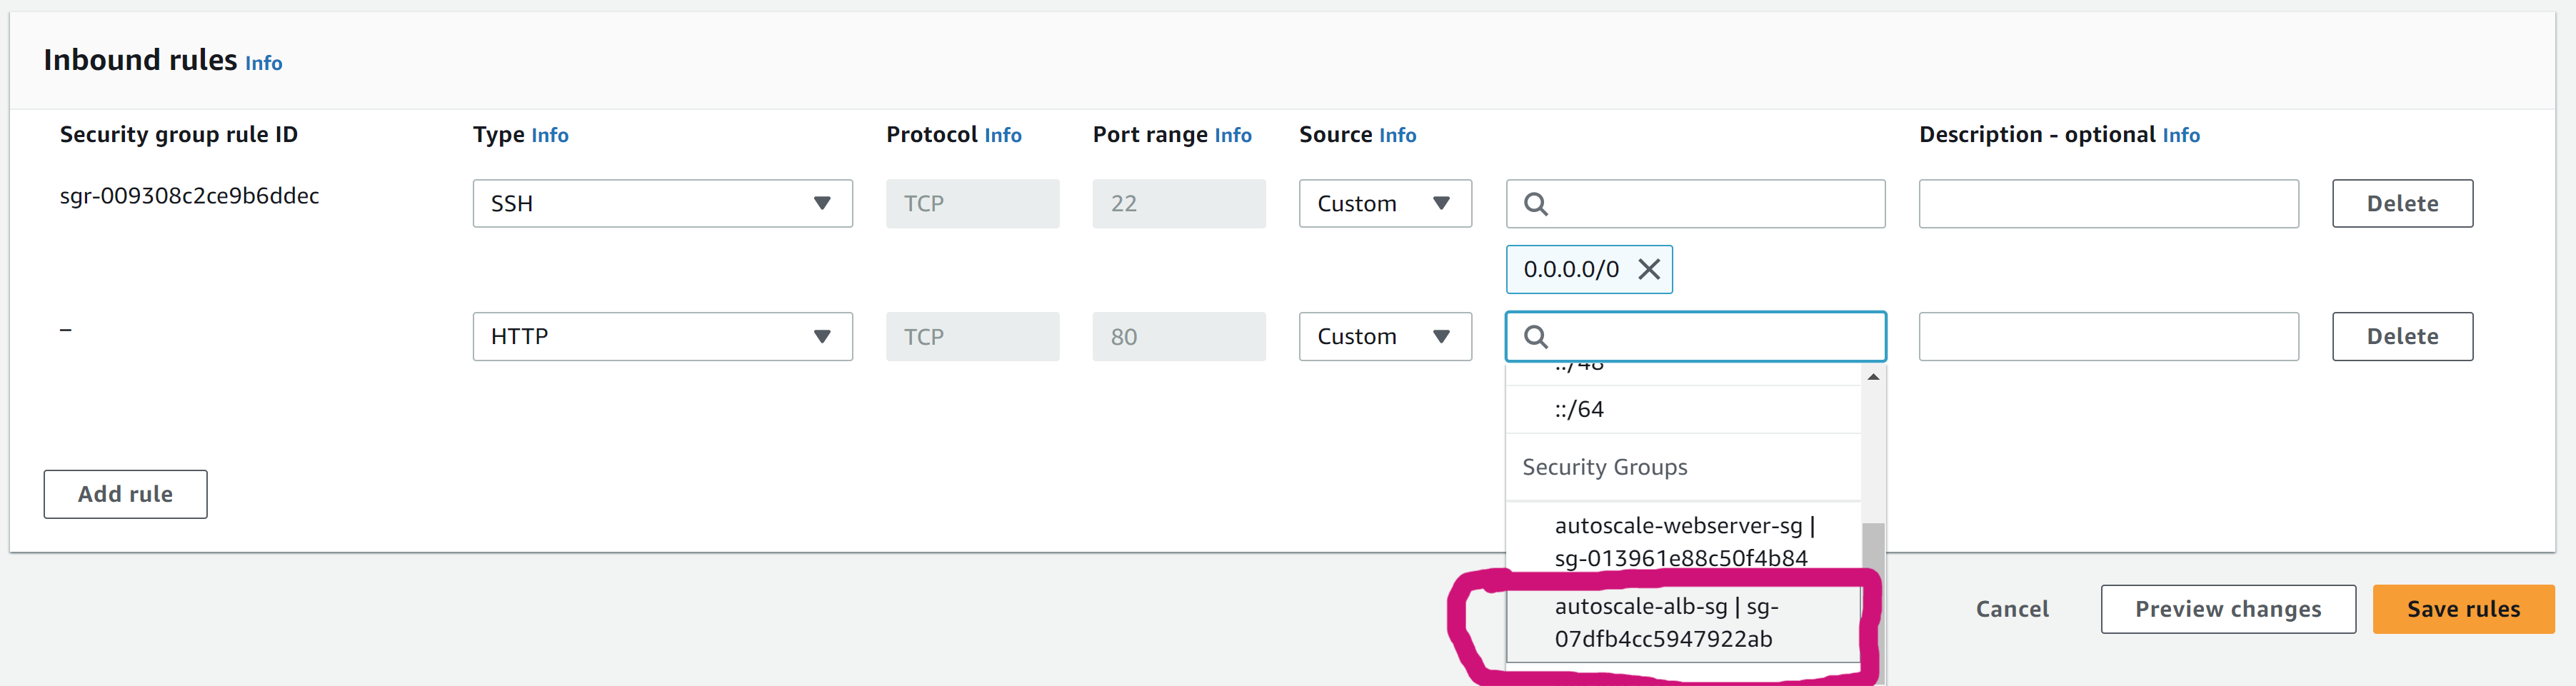 Inbound rules Info
Security group rule ID Type Info Protocol Info Port range Info Source Info Description - optional Info
sgr-009308c2ce9b6ddec SSH TCP 22 Custom Delete
0.0.0.0/0
– HTTP TCP 80 Custom Delete
::/48
::/64
Security Groups
Add rule
autoscale-webserver-sg |
sg-013961e88c50f4b84
autoscale-alb-sg | sg-
07dfb4cc5947922ab
Cancel Preview changes Save rules